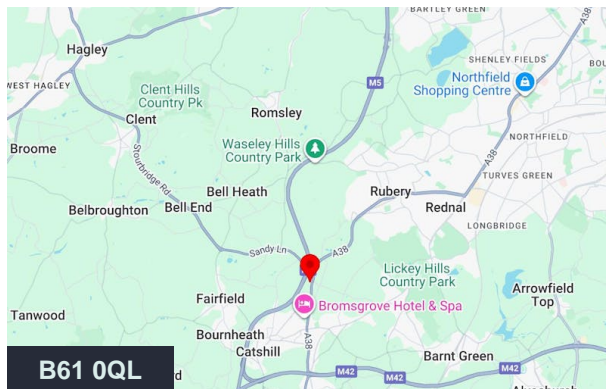 BARTLEY GREEN
Hagley
SHENLEY FIELDS
M5
A38
WEST HAGLEY
Clent Hills
Country Pk
Northfield
Shopping Centre
Romsley
Clent
Waseley Hills
Country Park
NORTHFIELD
Broome
Stourbridge Rd
A38
TURVES GREEN
Bell Heath
Rubery
Belbroughton
Bell End
Rednal
LONGBRIDGE
Sandy Ln
A38
Lickey Hills
Country Park
Arrowfield
Top
Fairfield
Bromsgrove Hotel & Spa
Tanwood
Bournheath
A38
Catshill
Barnt Green
B61 0QL
M42
M42